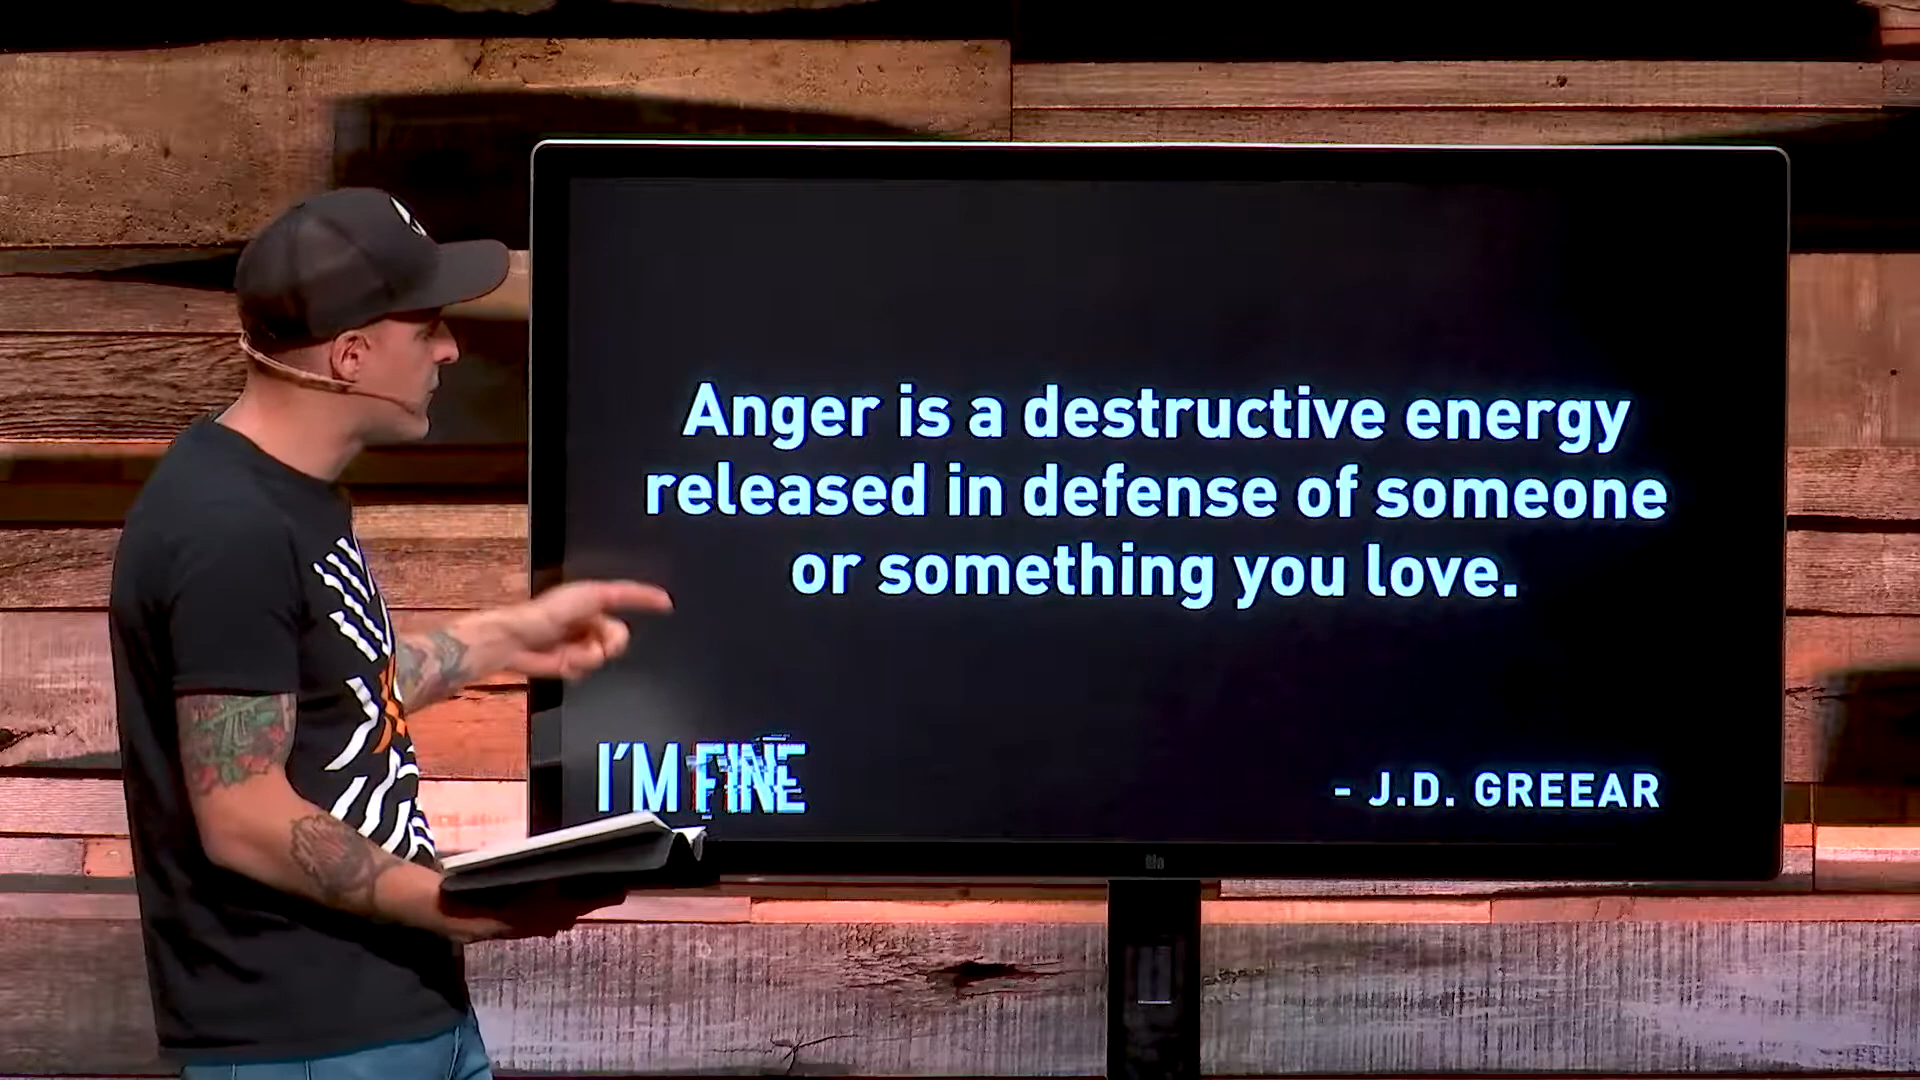 Anger is a destructive energy
released in defense of someone
or something you love.
I'M FINE
- J.D. GREEAR